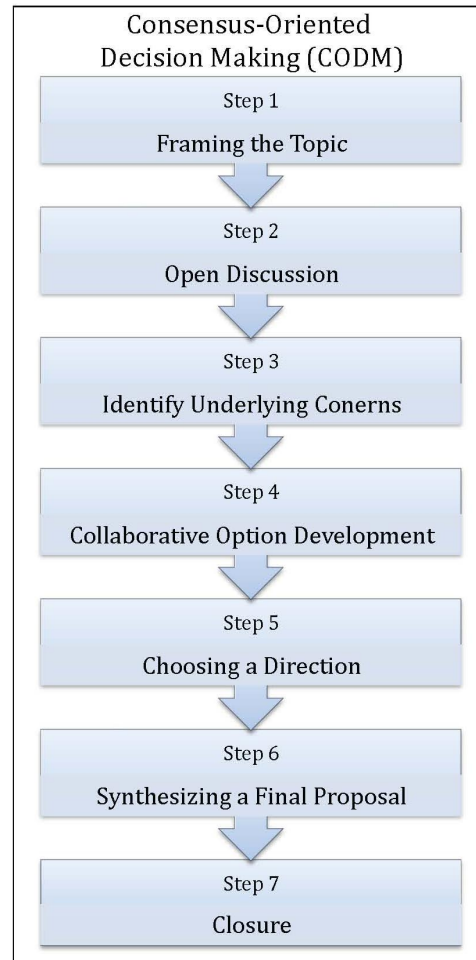 Consensus-Oriented
Decision Making (CODM)
Step 1
Framing the Topic
Step 2
Open Discussion
Step 3
Identify Underlying Conerns
Step 4
Collaborative Option Development
Step 5
Choosing a Direction
Step 6
Synthesizing a Final Proposal
Step 7
Closure